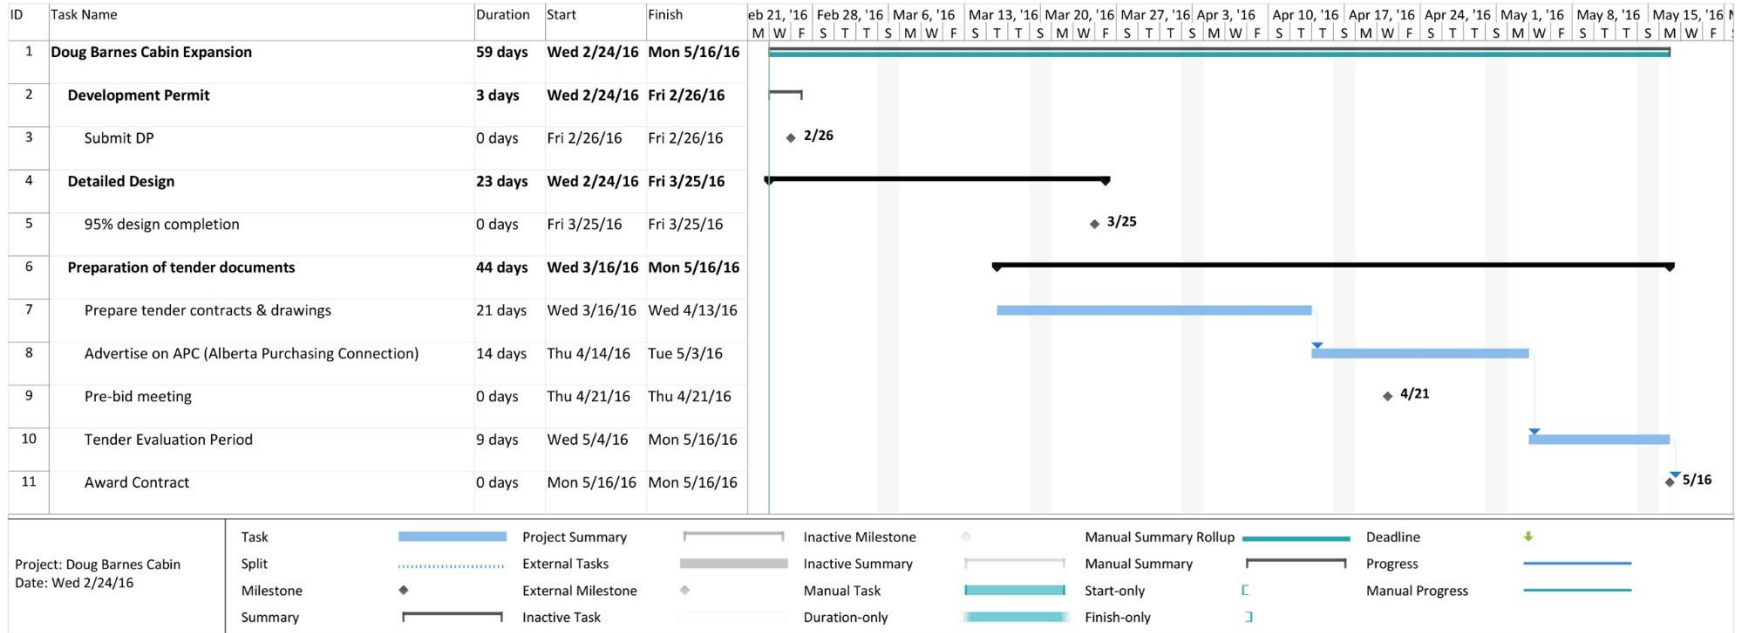 ID Task Name Duration Start Finish eb 21, '16 Feb 28, '16 Mar 6, '16 Mar 13, '16 Mar 20, '16 Mar 27, '16 Apr 3, '16 Apr 10, '16 Apr 17, '16 Apr 24, '16 May 1, '16 May 8, '16 May 15, '16
M W F S T T S M W F S T T S M W F S T T S M W F S T T S M W F S T T S M W F S T T S M W F
1 Doug Barnes Cabin Expansion 59 days Wed 2/24/16 Mon 5/16/16
2 Development Permit 3 days Wed 2/24/16 Fri 2/26/16
3 Submit DP 0 days Fri 2/26/16 Fri 2/26/16 2/26
4 Detailed Design 23 days Wed 2/24/16 Fri 3/25/16
5 95% design completion 0 days Fri 3/25/16 Fri 3/25/16 3/25
6 Preparation of tender documents 44 days Wed 3/16/16 Mon 5/16/16
7 Prepare tender contracts & drawings 21 days Wed 3/16/16 Wed 4/13/16
8 Advertise on APC (Alberta Purchasing Connection) 14 days Thu 4/14/16 Tue 5/3/16
9 Pre-bid meeting 0 days Thu 4/21/16 Thu 4/21/16 4/21
10 Tender Evaluation Period 9 days Wed 5/4/16 Mon 5/16/16
11 Award Contract 0 days Mon 5/16/16 Mon 5/16/16 5/16
Project: Doug Barnes Cabin
Date: Wed 2/24/16
Task Project Summary Inactive Milestone Manual Summary Rollup Deadline
Split External Tasks Inactive Summary Manual Summary Progress
Milestone External Milestone Manual Task Start-only Manual Progress
Summary Inactive Task Duration-only Finish-only